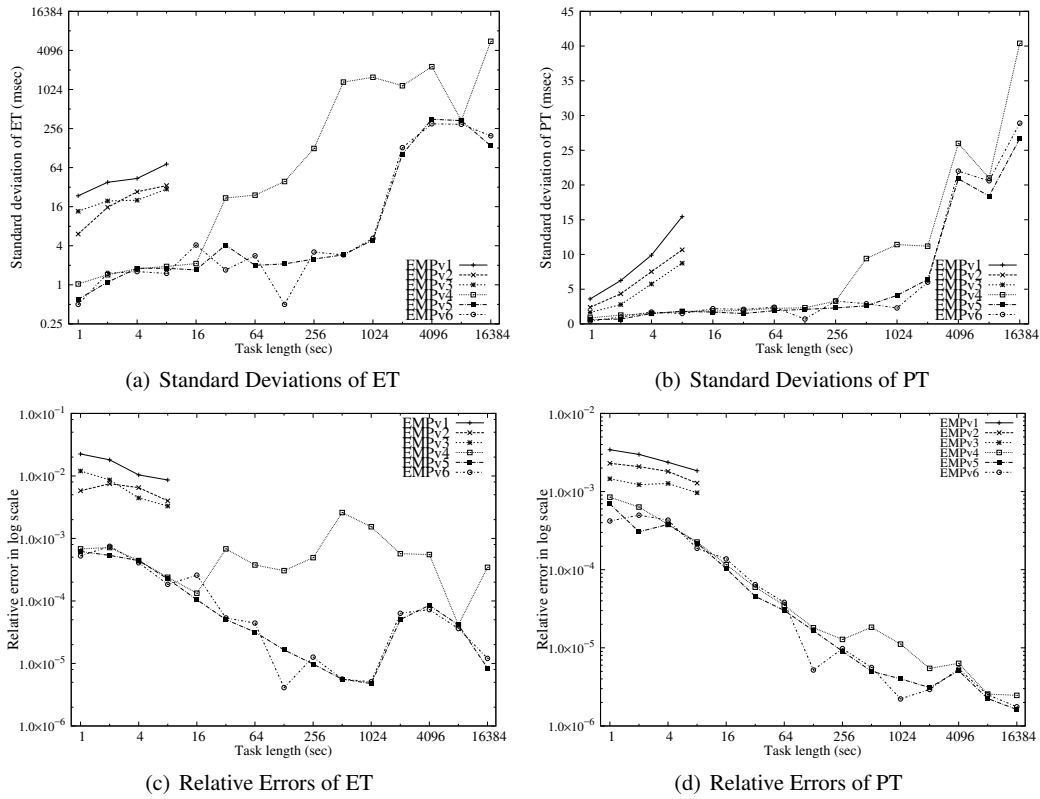 Standard deviation of ET (msec)
16384
4096
1024
256
64
16
4
1
0.25
EMPv1
EMPv2
EMPv3
EMPv4
EMPv5
EMPv6
1 4 16 64 256 1024 4096 16384
Task length (sec)
(a) Standard Deviations of ET
Standard deviation of PT (msec)
45
40
35
30
25
20
15
10
5
0
EMPv1
EMPv2
EMPv3
EMPv4
EMPv5
EMPv6
1 4 16 64 256 1024 4096 16384
Task length (sec)
(b) Standard Deviations of PT
Relative error in log scale
1.0×10⁻¹
1.0×10⁻²
1.0×10⁻³
1.0×10⁻⁴
1.0×10⁻⁵
1.0×10⁻⁶
EMPv1
EMPv2
EMPv3
EMPv4
EMPv5
EMPv6
1 4 16 64 256 1024 4096 16384
Task length (sec)
(c) Relative Errors of ET
Relative error in log scale
1.0×10⁻²
1.0×10⁻³
1.0×10⁻⁴
1.0×10⁻⁵
1.0×10⁻⁶
EMPv1
EMPv2
EMPv3
EMPv4
EMPv5
EMPv6
1 4 16 64 256 1024 4096 16384
Task length (sec)
(d) Relative Errors of PT